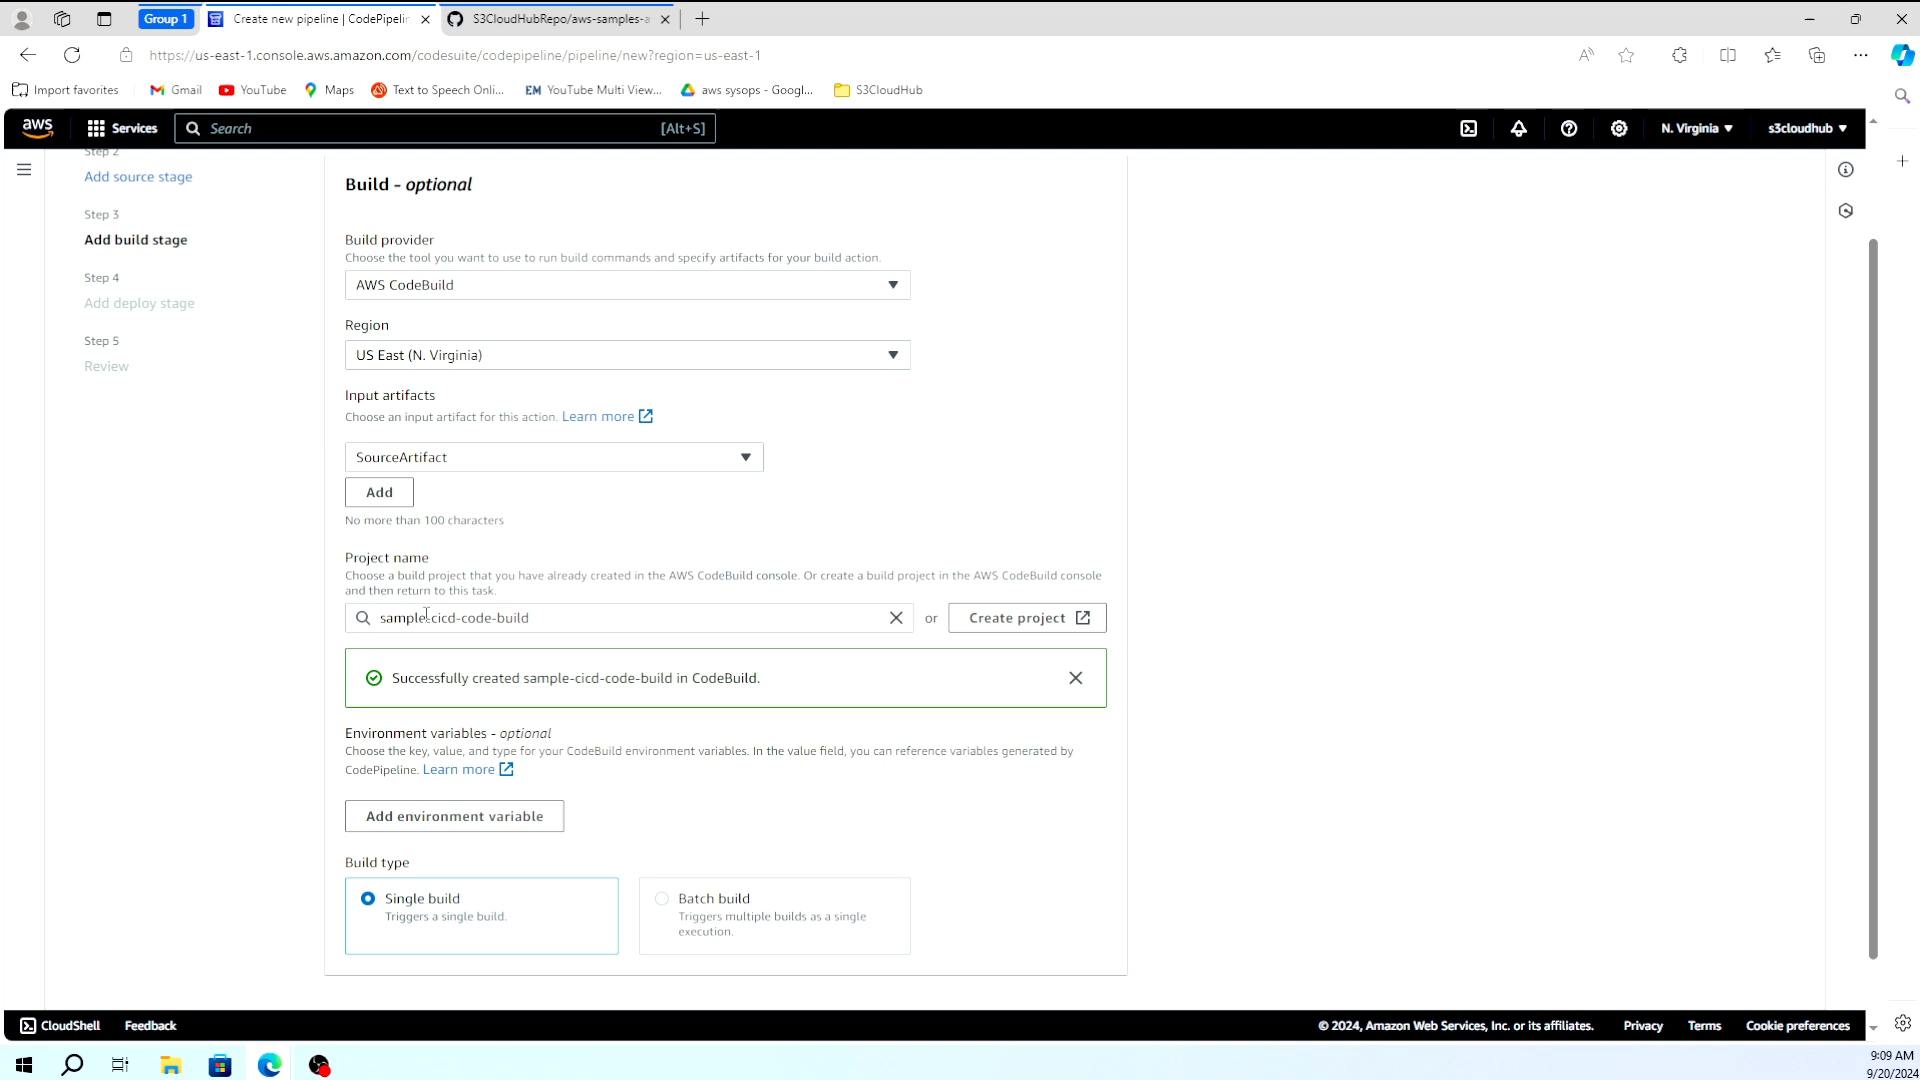 Group 1
Create new pipeline | CodePipelin
S3CloudHubRepo/aws-samples-a
https://us-east-1.console.aws.amazon.com/codesuite/codepipeline/pipeline/new?region=us-east-1
Import favorites
Gmail
YouTube
Maps
Text to Speech Onli...
EM YouTube Multi View...
aws sysops - Googl...
S3CloudHub
aws
Services
Search
[Alt+S]
N. Virginia
s3cloudhub
Step 2
Add source stage
Step 3
Add build stage
Step 4
Add deploy stage
Step 5
Review
Build - optional
Build provider
Choose the tool you want to use to run build commands and specify artifacts for your build action.
AWS CodeBuild
Region
US East (N. Virginia)
Input artifacts
Choose an input artifact for this action. Learn more
SourceArtifact
Add
No more than 100 characters
Project name
Choose a build project that you have already created in the AWS CodeBuild console. Or create a build project in the AWS CodeBuild console
and then return to this task.
sample-cicd-code-build
or
Create project
Successfully created sample-cicd-code-build in CodeBuild.
Environment variables - optional
Choose the key, value, and type for your CodeBuild environment variables. In the value field, you can reference variables generated by
CodePipeline. Learn more
Add environment variable
Build type
Single build
Triggers a single build.
Batch build
Triggers multiple builds as a single
execution.
CloudShell
Feedback
© 2024, Amazon Web Services, Inc. or its affiliates.
Privacy
Terms
Cookie preferences
9:09 AM
9/20/2024